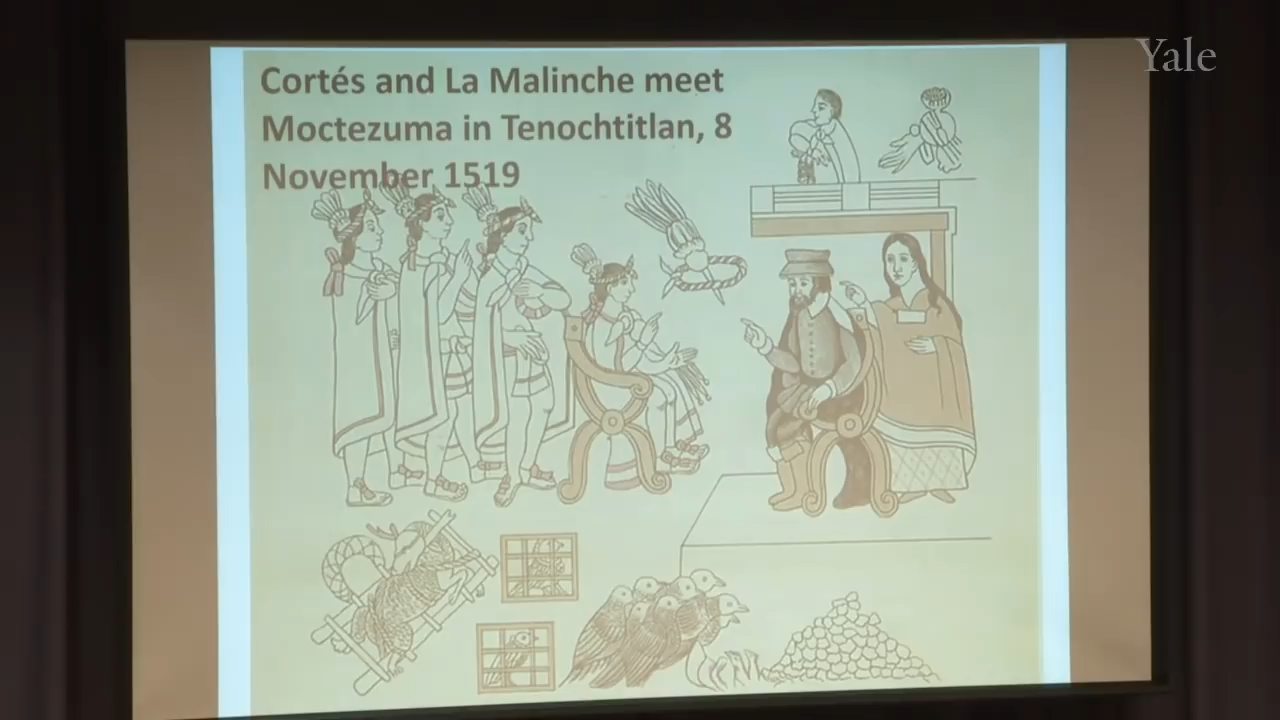 Yale
Cortés and La Malinche meet
Moctezuma in Tenochtitlan, 8
November 1519